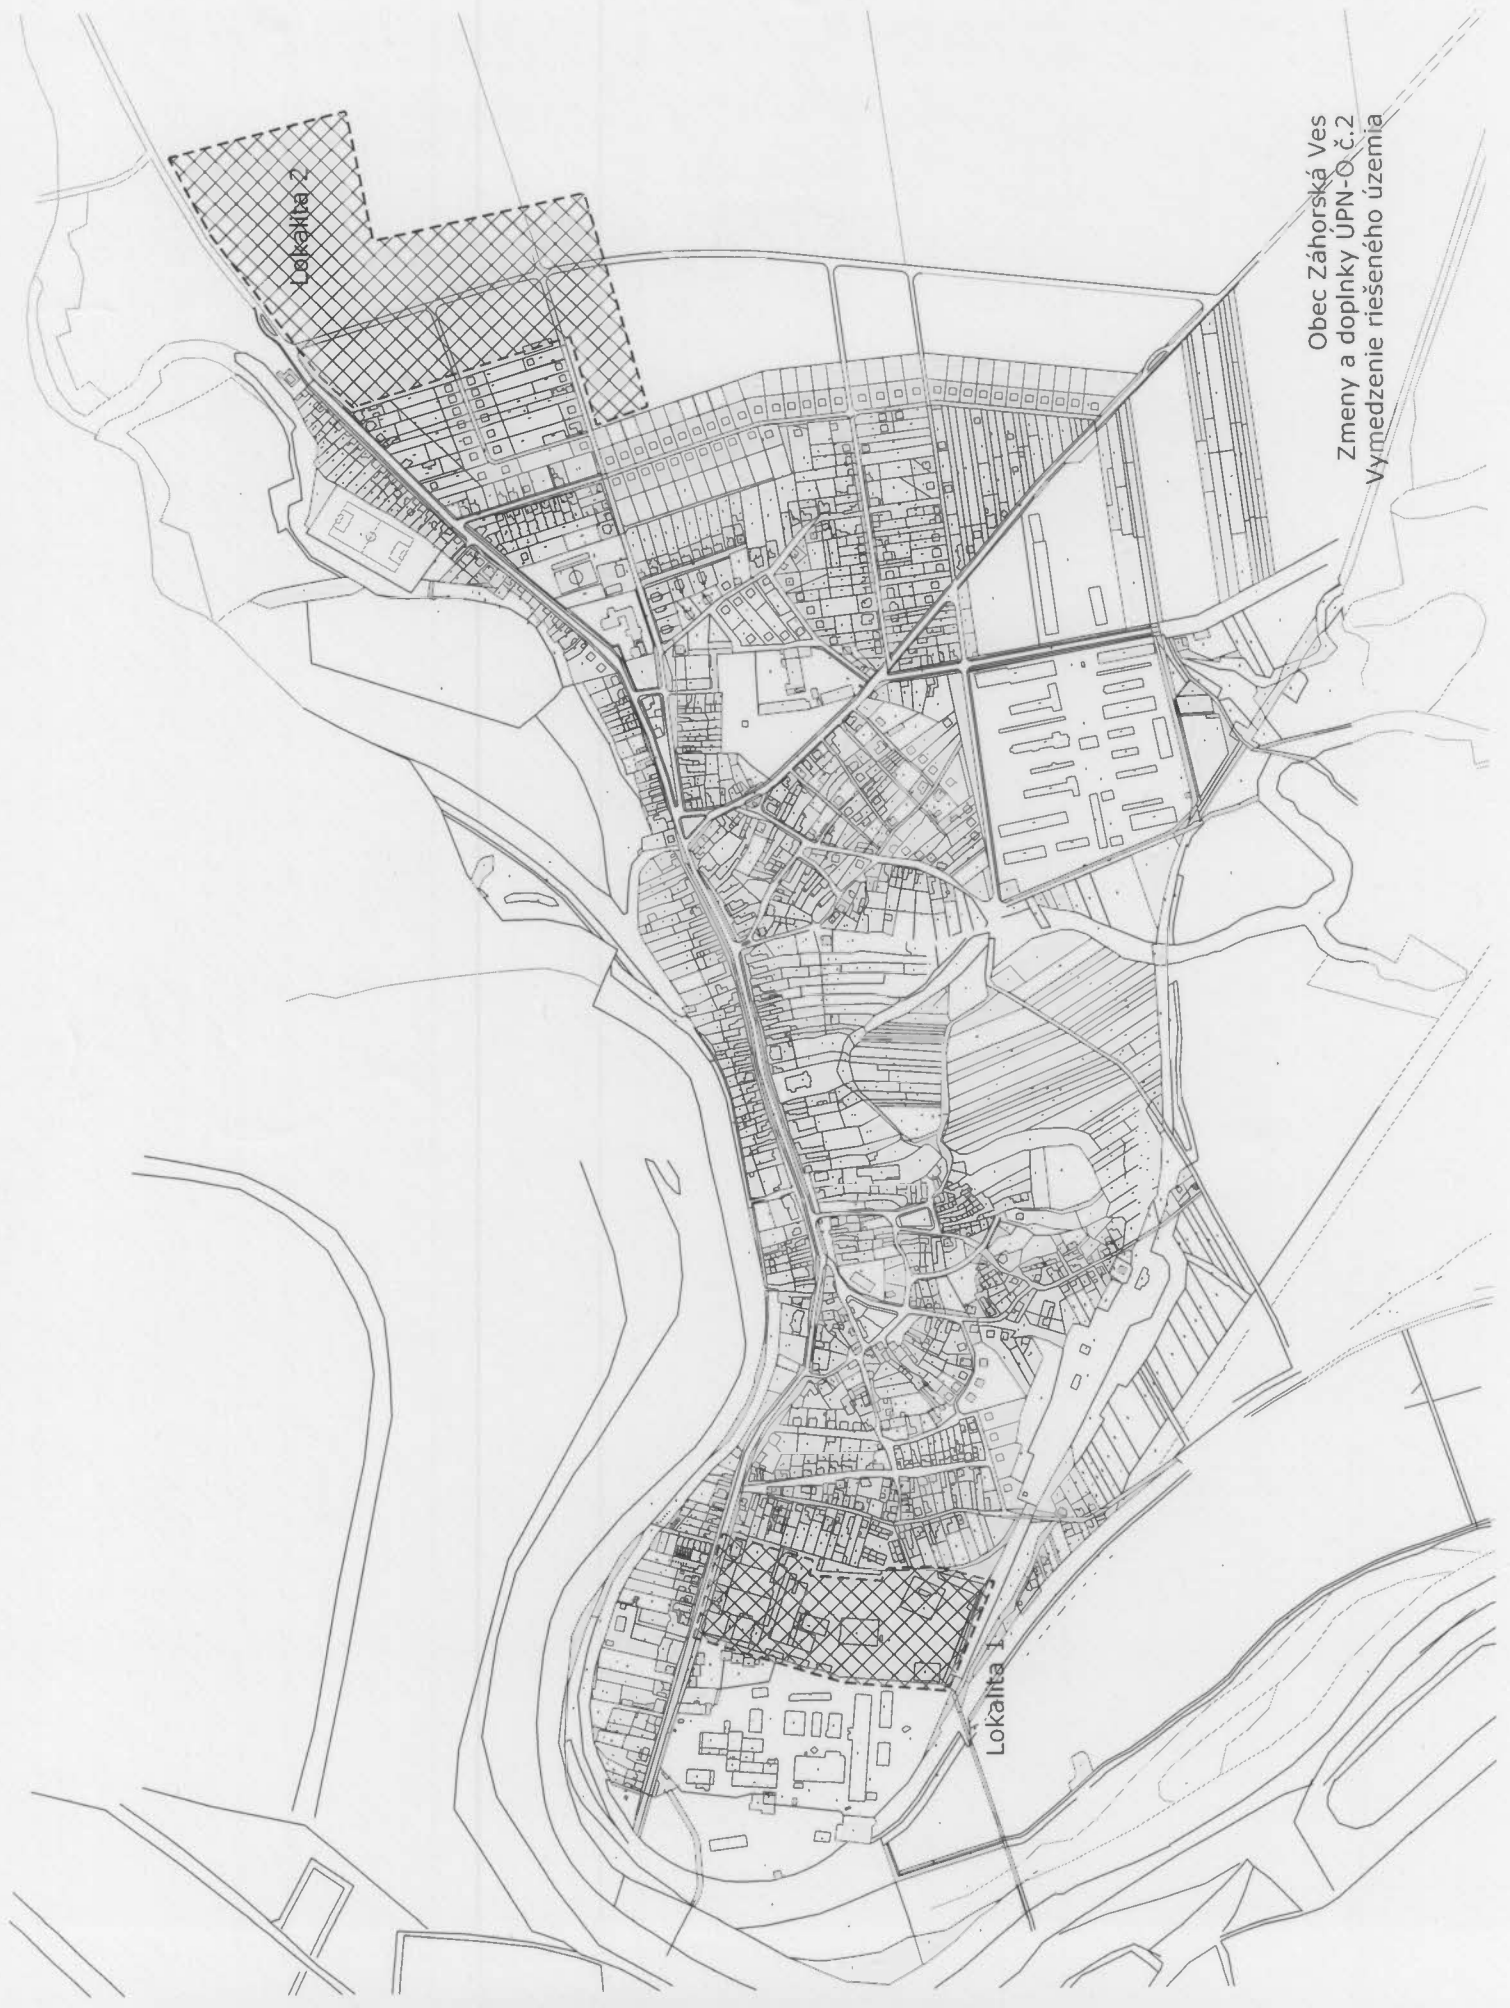 Obec Záhorská Ves
Zmeny a doplnky ÚPN-O č.2
Vymedzenie riešeného územia
Lokalita 2
Lokalita 1